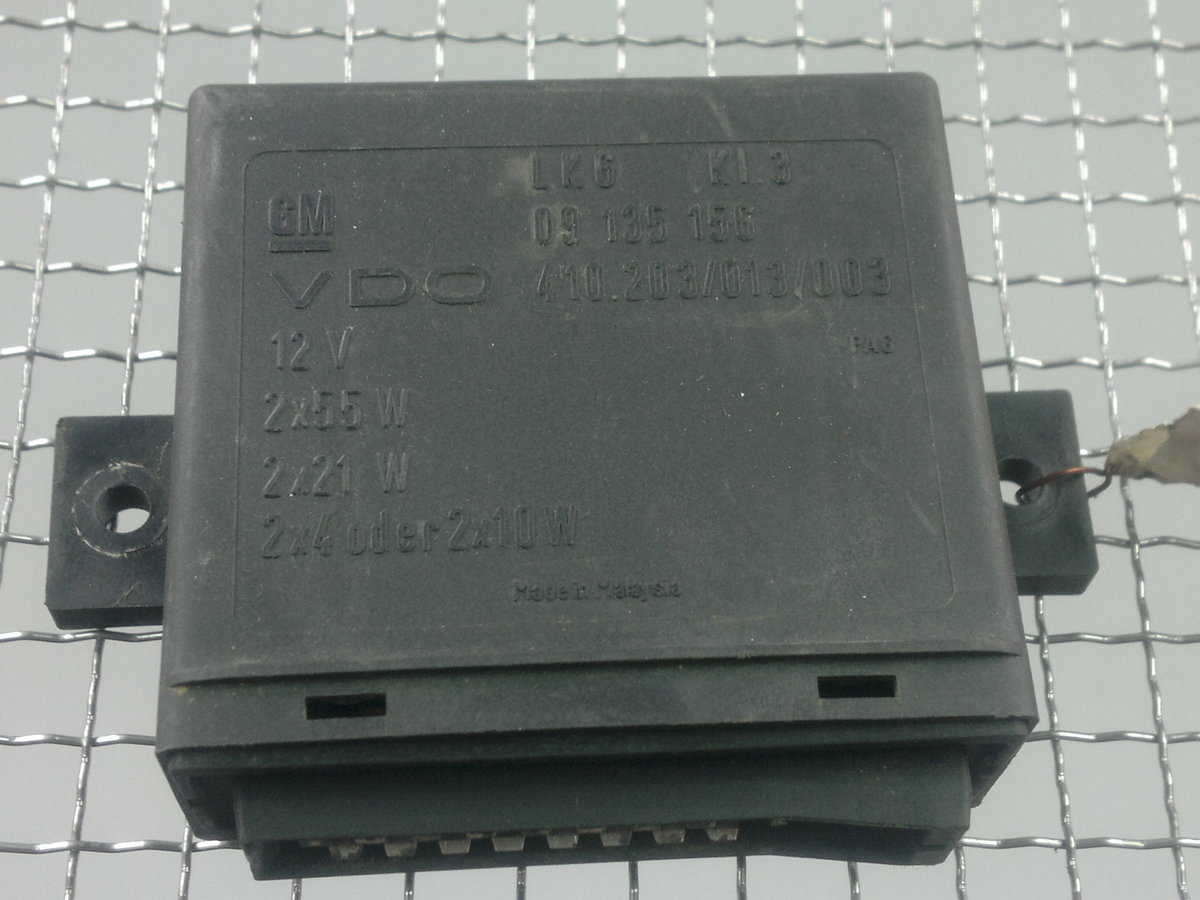 LK6 Kl.3
GM 09 135 156
VDO 410.203/013/003
12 V PA6
2x55 W
2x21 W
2x4 oder 2x10 W
Made in Malaysia